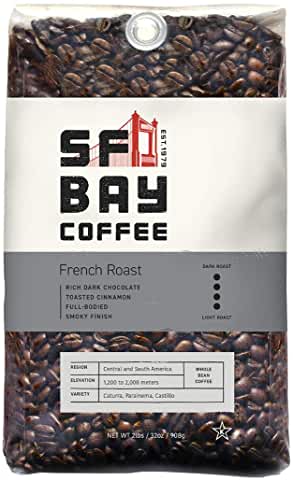 SF
EST. 1979
BAY
COFFEE
French Roast
DARK ROAST
RICH DARK CHOCOLATE
TOASTED CINNAMON
FULL-BODIED
SMOKY FINISH
LIGHT ROAST
REGION Central and South America
ELEVATION 1,200 to 2,000 meters
VARIETY Caturra, Parainema, Castillo
WHOLE
BEAN
COFFEE
NET WT 2lbs / 32oz / 908g
K